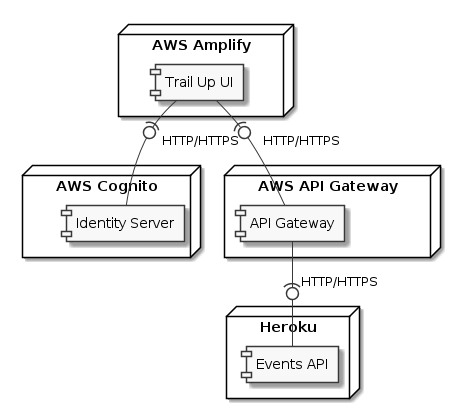 AWS Amplify
Trail Up UI
HTTP/HTTPS
HTTP/HTTPS
AWS Cognito
Identity Server
AWS API Gateway
API Gateway
HTTP/HTTPS
Heroku
Events API